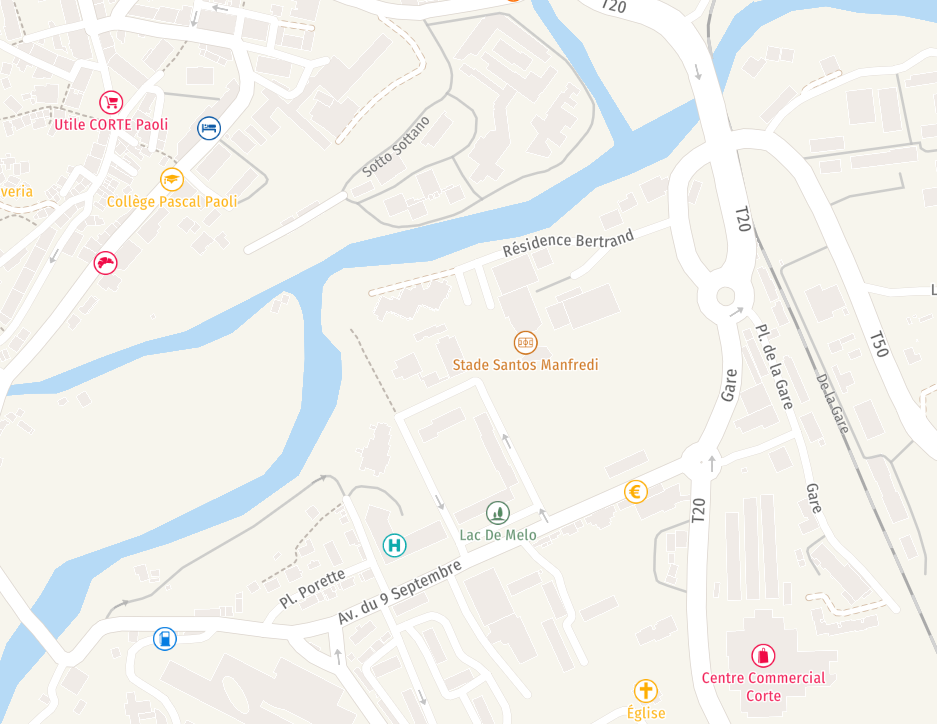 T20
Utile CORTE Paoli
Sotto Sottano
veria
Collège Pascal Paoli
T20
Résidence Bertrand
L
Pl. de la Gare
T50
Stade Santos Manfredi
Gare
De la Gare
€
Gare
T20
Lac De Melo
H
Pl. Porette
Av. du 9 Septembre
Centre Commercial
Corte
Église